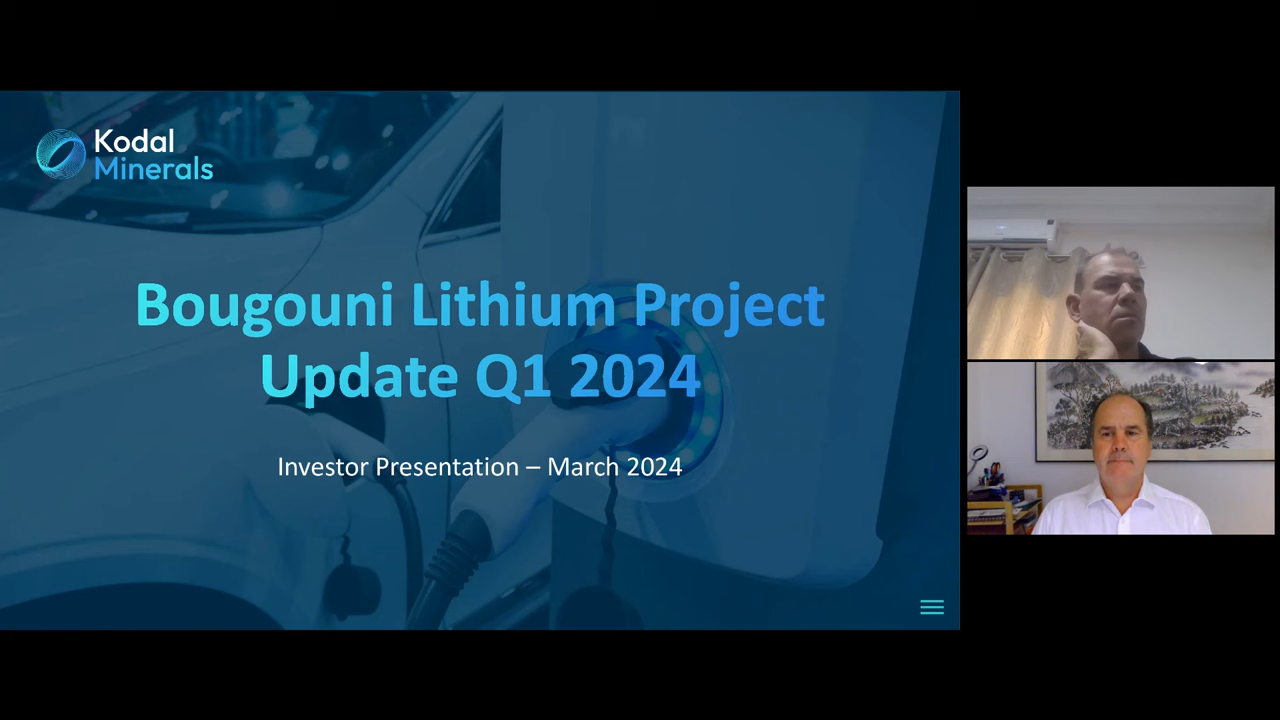 Kodal
Minerals
Bougouni Lithium Project
Update Q1 2024
Investor Presentation – March 2024